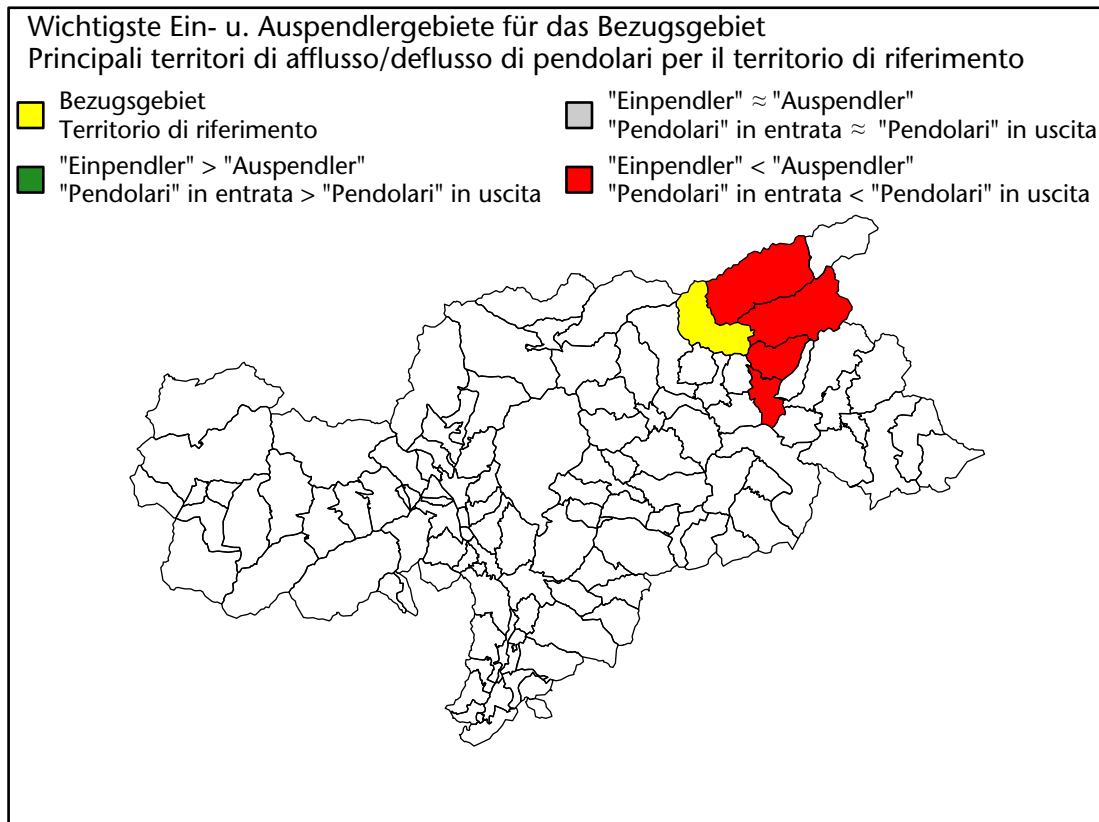 Wichtigste Ein- u. Auspendlergebiete für das Bezugsgebiet
Principali territori di afflusso/deflusso di pendolari per il territorio di riferimento
Bezugsgebiet
Territorio di riferimento
"Einpendler" > "Auspendler"
"Pendolari" in entrata > "Pendolari" in uscita
"Einpendler" ≈ "Auspendler"
"Pendolari" in entrata ≈ "Pendolari" in uscita
"Einpendler" < "Auspendler"
"Pendolari" in entrata < "Pendolari" in uscita